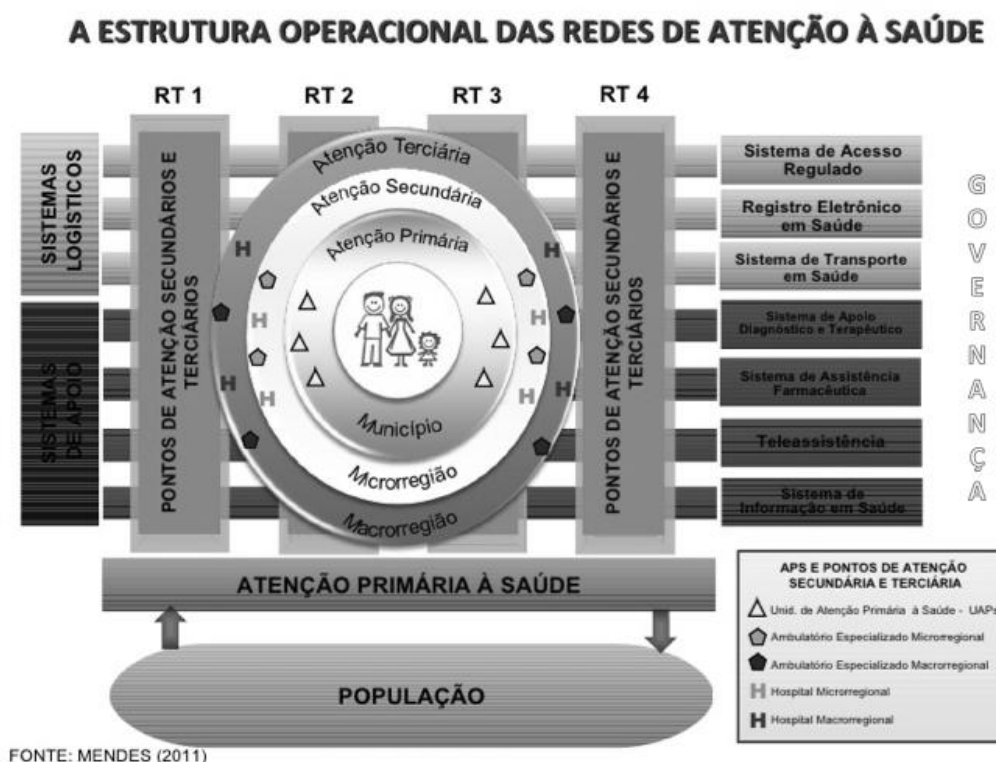 A ESTRUTURA OPERACIONAL DAS REDES DE ATENÇÃO À SAÚDE
RT 1
RT 2
RT 3
RT 4
SISTEMAS
LOGÍSTICOS
SISTEMAS
DE APOIO
PONTOS DE ATENÇÃO SECUNDÁRIOS E
TERCIÁRIOS
Atenção Terciária
Atenção Secundária
Atenção Primária
H
H
H
H
H
H
H
H
Município
Microrregião
Macrorregião
PONTOS DE ATENÇÃO SECUNDÁRIOS E
TERCIÁRIOS
Sistema de Acesso
Regulado
Registro Eletrônico
em Saúde
Sistema de Transporte
em Saúde
Sistema de Apoio
Diagnóstico e Terapêutico
Sistema de Assistência
Farmacêutica
Teleassistência
Sistema de
Informação em Saúde
GOVERNANÇA
ATENÇÃO PRIMÁRIA À SAÚDE
POPULAÇÃO
APS E PONTOS DE ATENÇÃO
SECUNDÁRIA E TERCIÁRIA
Unid. de Atenção Primária à Saúde - UAPs
Ambulatório Especializado Microrregional
Ambulatório Especializado Macrorregional
H Hospital Microrregional
H Hospital Macrorregional
FONTE: MENDES (2011)